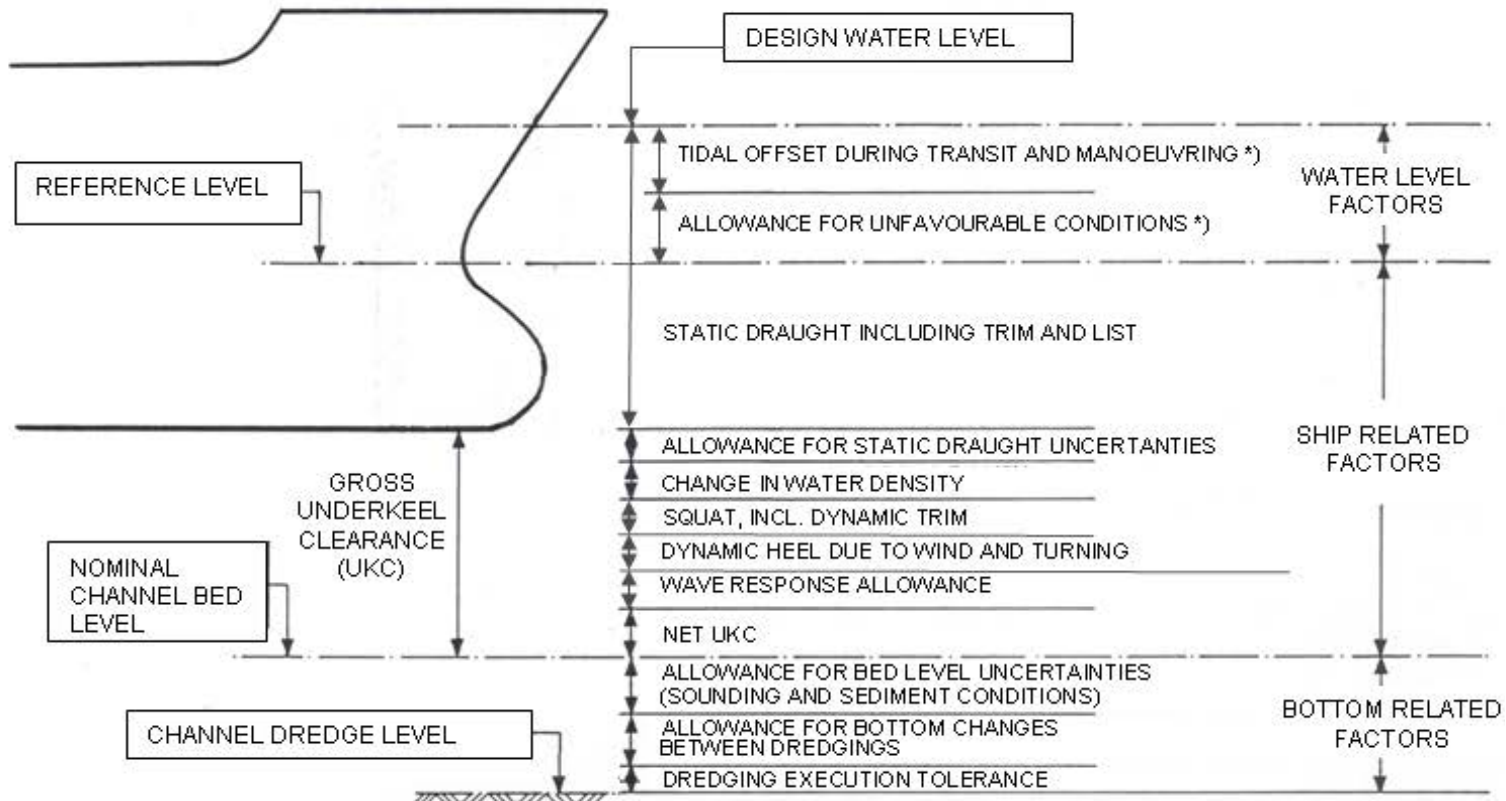 DESIGN WATER LEVEL
TIDAL OFFSET DURING TRANSIT AND MANOEUVRING *)
WATER LEVEL
FACTORS
REFERENCE LEVEL
ALLOWANCE FOR UNFAVOURABLE CONDITIONS *)
STATIC DRAUGHT INCLUDING TRIM AND LIST
ALLOWANCE FOR STATIC DRAUGHT UNCERTANTIES
SHIP RELATED
FACTORS
GROSS
UNDERKEEL
CLEARANCE
(UKC)
CHANGE IN WATER DENSITY
SQUAT, INCL. DYNAMIC TRIM
DYNAMIC HEEL DUE TO WIND AND TURNING
WAVE RESPONSE ALLOWANCE
NOMINAL
CHANNEL BED
LEVEL
NET UKC
ALLOWANCE FOR BED LEVEL UNCERTAINTIES
(SOUNDING AND SEDIMENT CONDITIONS)
BOTTOM RELATED
FACTORS
CHANNEL DREDGE LEVEL
ALLOWANCE FOR BOTTOM CHANGES
BETWEEN DREDGINGS
DREDGING EXECUTION TOLERANCE